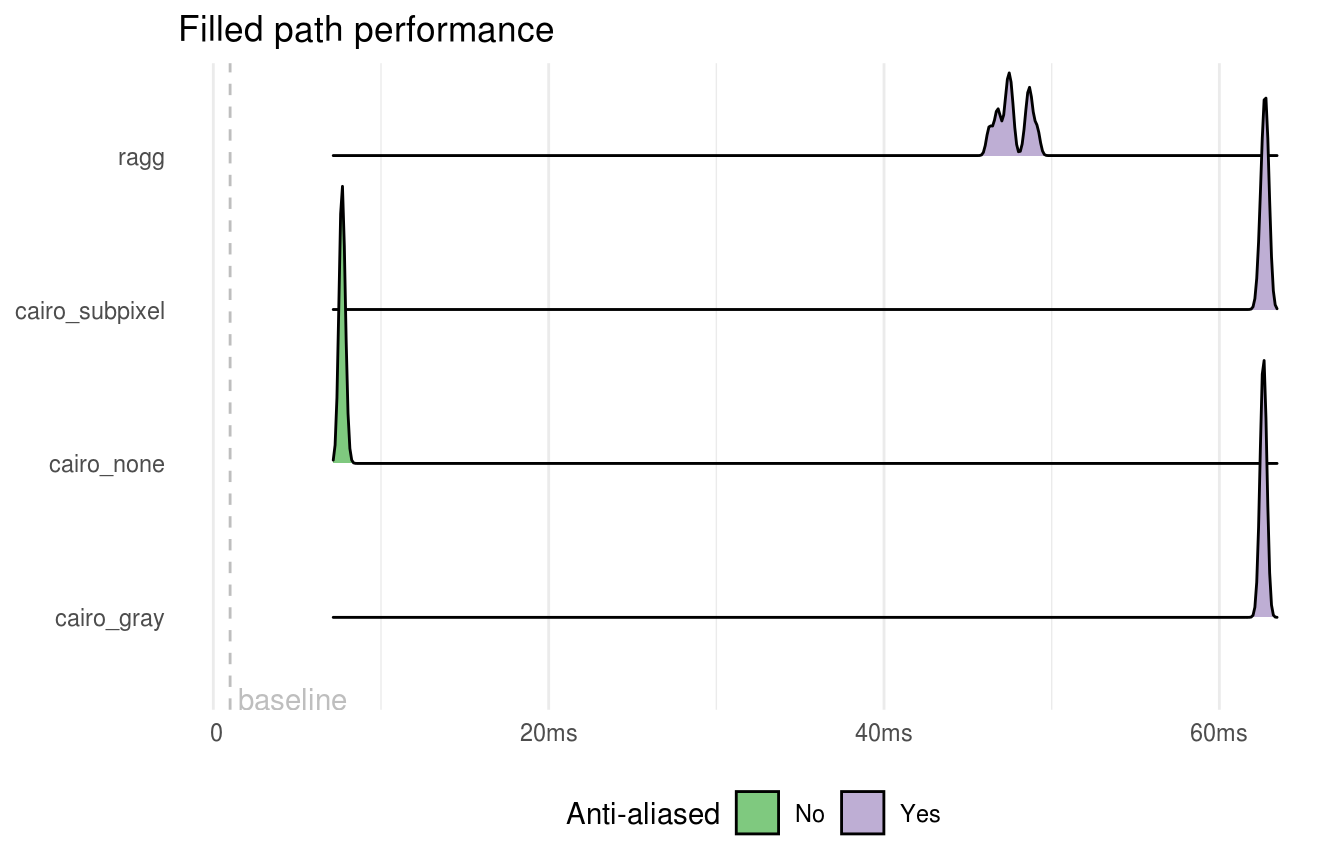 Filled path performance
ragg
cairo_subpixel
cairo_none
cairo_gray
baseline
0 20ms 40ms 60ms
Anti-aliased No Yes